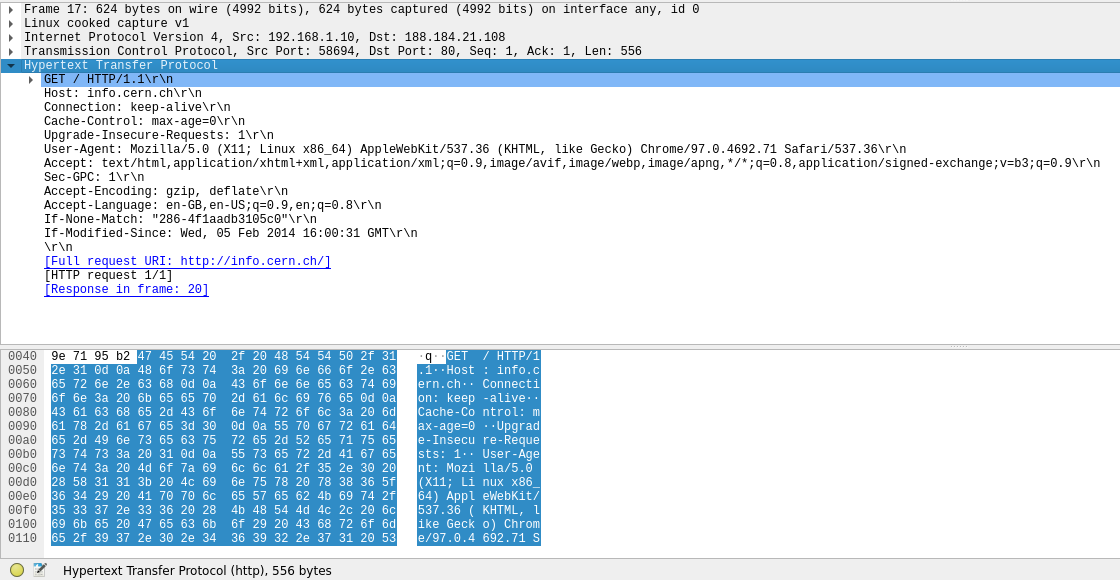 Frame 17: 624 bytes on wire (4992 bits), 624 bytes captured (4992 bits) on interface any, id 0
Linux cooked capture v1
Internet Protocol Version 4, Src: 192.168.1.10, Dst: 188.184.21.108
Transmission Control Protocol, Src Port: 58694, Dst Port: 80, Seq: 1, Ack: 1, Len: 556
Hypertext Transfer Protocol
GET / HTTP/1.1\r\n
Host: info.cern.ch\r\n
Connection: keep-alive\r\n
Cache-Control: max-age=0\r\n
Upgrade-Insecure-Requests: 1\r\n
User-Agent: Mozilla/5.0 (X11; Linux x86_64) AppleWebKit/537.36 (KHTML, like Gecko) Chrome/97.0.4692.71 Safari/537.36\r\n
Accept: text/html,application/xhtml+xml,application/xml;q=0.9,image/avif,image/webp,image/apng,*/*;q=0.8,application/signed-exchange;v=b3;q=0.9\r\n
Sec-GPC: 1\r\n
Accept-Encoding: gzip, deflate\r\n
Accept-Language: en-GB,en-US;q=0.9,en;q=0.8\r\n
If-None-Match: "286-4f1aadb3105c0"\r\n
If-Modified-Since: Wed, 05 Feb 2014 16:00:31 GMT\r\n
\r\n
[Full request URI: http://info.cern.ch/]
[HTTP request 1/1]
[Response in frame: 20]
0040 9e 71 95 b2 47 45 54 20 2f 20 48 54 54 50 2f 31 ·q··GET / HTTP/1
0050 2e 31 0d 0a 48 6f 73 74 3a 20 69 6e 66 6f 2e 63 .1··Host : info.c
0060 65 72 6e 2e 63 68 0d 0a 43 6f 6e 6e 65 63 74 69 ern.ch·· Connecti
0070 6f 6e 3a 20 6b 65 65 70 2d 61 6c 69 76 65 0d 0a on: keep -alive··
0080 43 61 63 68 65 2d 43 6f 6e 74 72 6f 6c 3a 20 6d Cache-Co ntrol: m
0090 61 78 2d 61 67 65 3d 30 0d 0a 55 70 67 72 61 64 ax-age=0 ··Upgrad
00a0 65 2d 49 6e 73 65 63 75 72 65 2d 52 65 71 75 65 e-Insecu re-Reque
00b0 73 74 73 3a 20 31 0d 0a 55 73 65 72 2d 41 67 65 sts: 1·· User-Age
00c0 6e 74 3a 20 4d 6f 7a 69 6c 6c 61 2f 35 2e 30 20 nt: Mozi lla/5.0
00d0 28 58 31 31 3b 20 4c 69 6e 75 78 20 78 38 36 5f (X11; Li nux x86_
00e0 36 34 29 20 41 70 70 6c 65 57 65 62 4b 69 74 2f 64) Appl eWebKit/
00f0 35 33 37 2e 33 36 20 28 4b 48 54 4d 4c 2c 20 6c 537.36 ( KHTML, l
0100 69 6b 65 20 47 65 63 6b 6f 29 20 43 68 72 6f 6d ike Geck o) Chrom
0110 65 2f 39 37 2e 30 2e 34 36 39 32 2e 37 31 20 53 e/97.0.4 692.71 S
Hypertext Transfer Protocol (http), 556 bytes